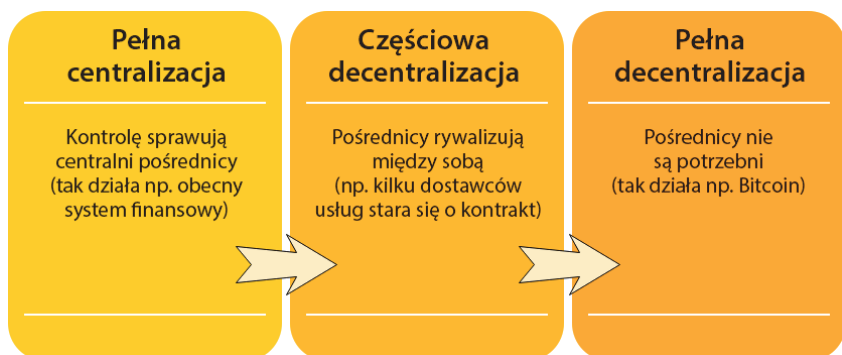 Pełna
centralizacja
Kontrolę sprawują
centralni pośrednicy
(tak działa np. obecny
system finansowy)
Częściowa
decentralizacja
Pośrednicy rywalizują
między sobą
(np. kilku dostawców
usług stara się o kontrakt)
Pełna
decentralizacja
Pośrednicy nie
są potrzebni
(tak działa np. Bitcoin)